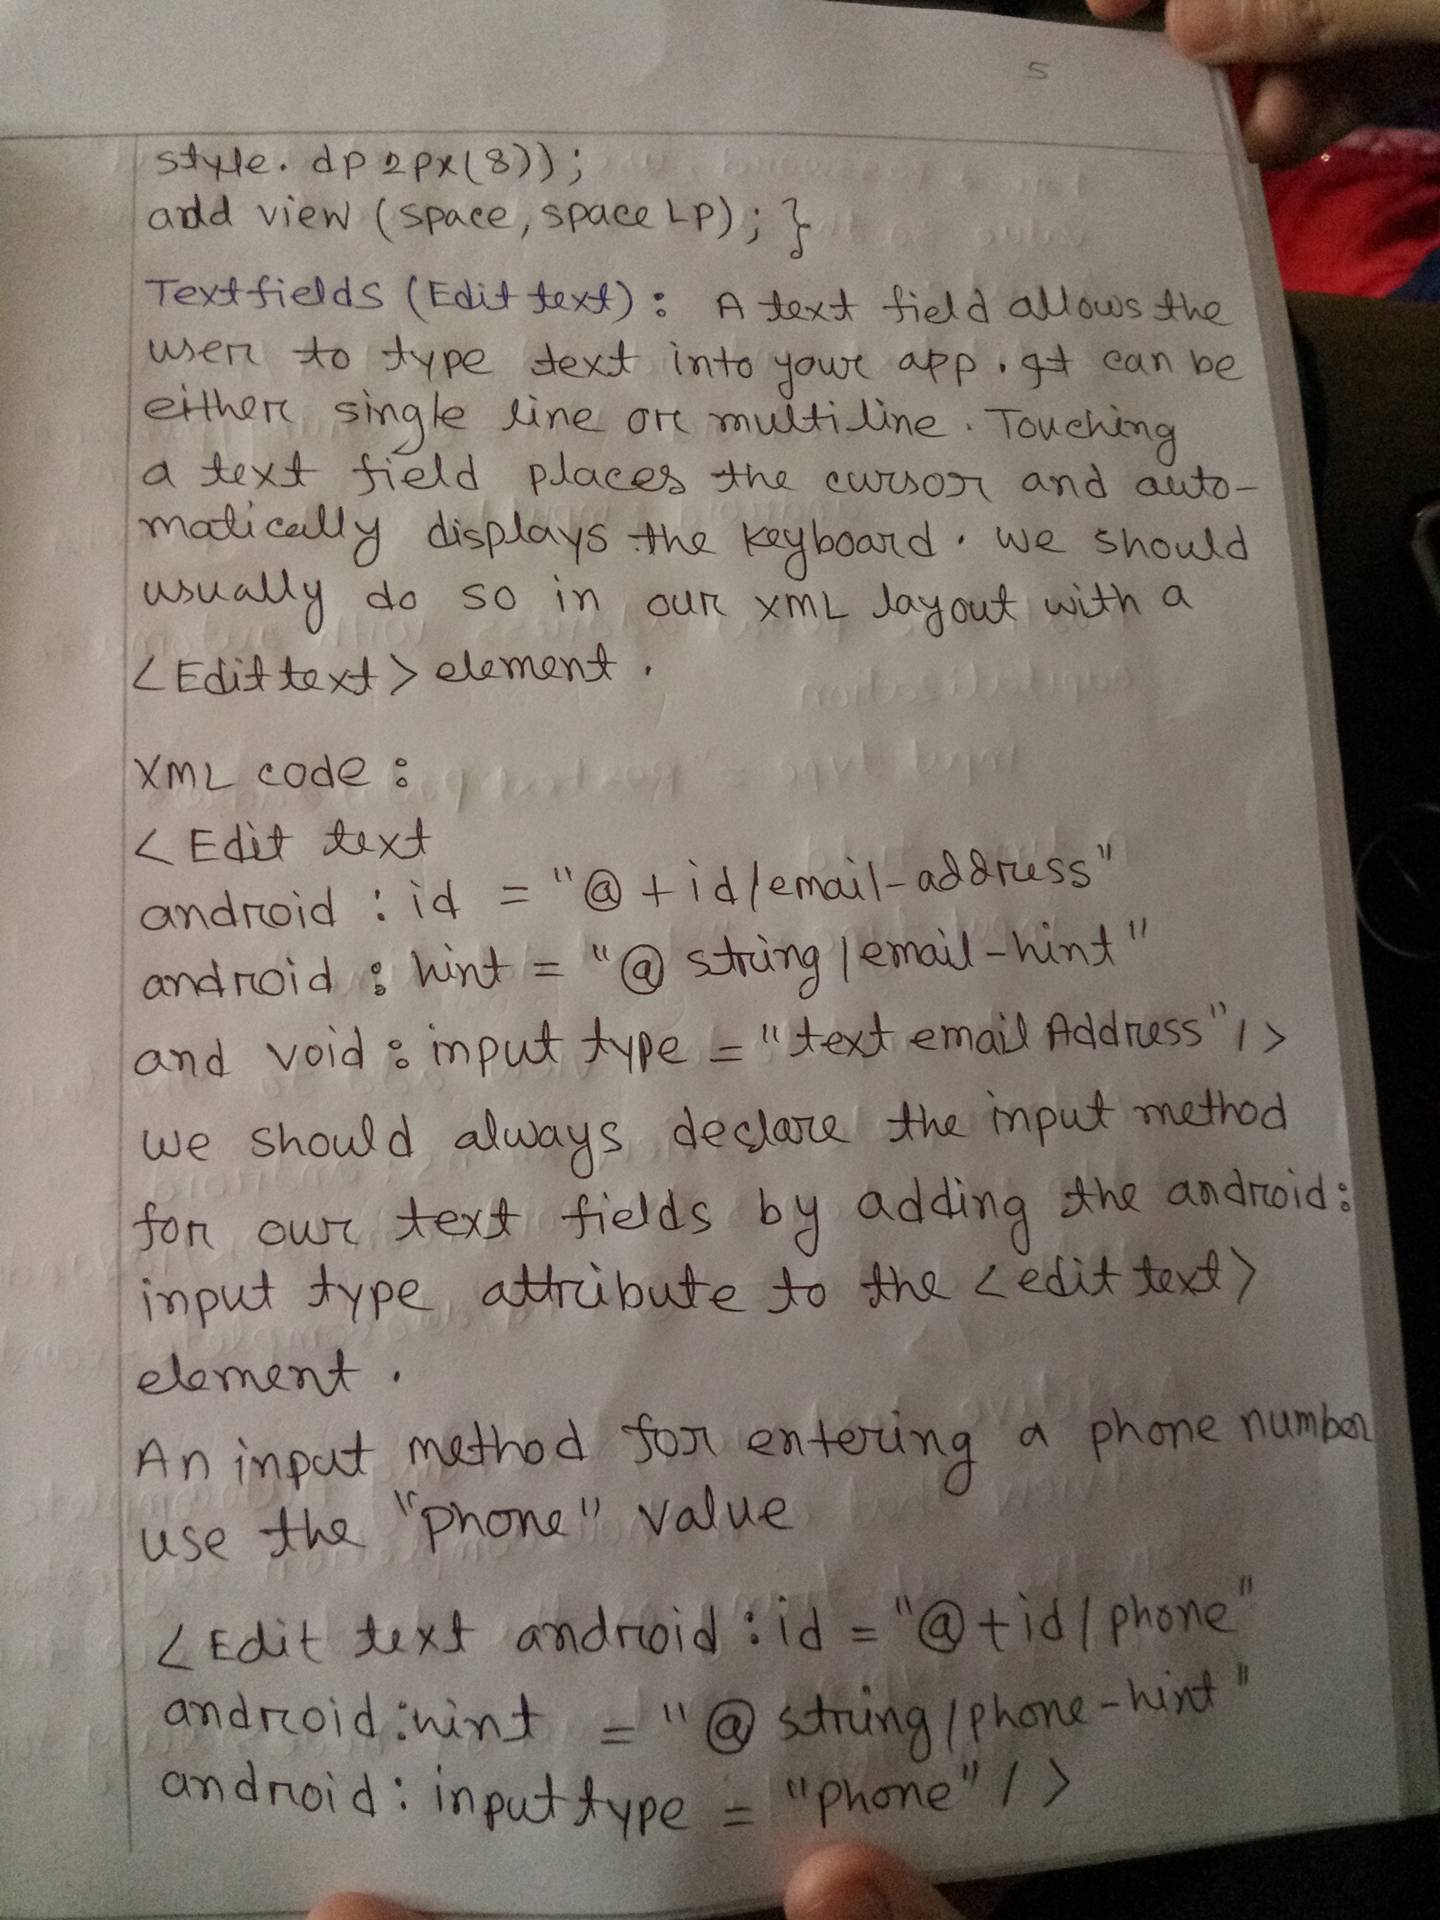 5
style. dp2px(8));
add view (space, space LP); }
Textfields (Edit text) : A text field allows the
user to type text into your app. It can be
either single line or multiline. Touching
a text field places the cursor and auto-
matically displays the keyboard. we should
usually do so in our XML layout with a
<Edit text> element.
XML code :
< Edit text
android : id = "@ + id/email-address"
android : hint = "@ string / email-hint"
and void : input type = "text email Address" / >
we should always declare the input method
for our text fields by adding the android:
input type attribute to the <edit text>
element.
An input method for entering a phone number
use the "phone" value
<Edit text android : id = "@ + id / phone"
android : hint = "@ string / phone-hint"
android : input type = "phone" / >